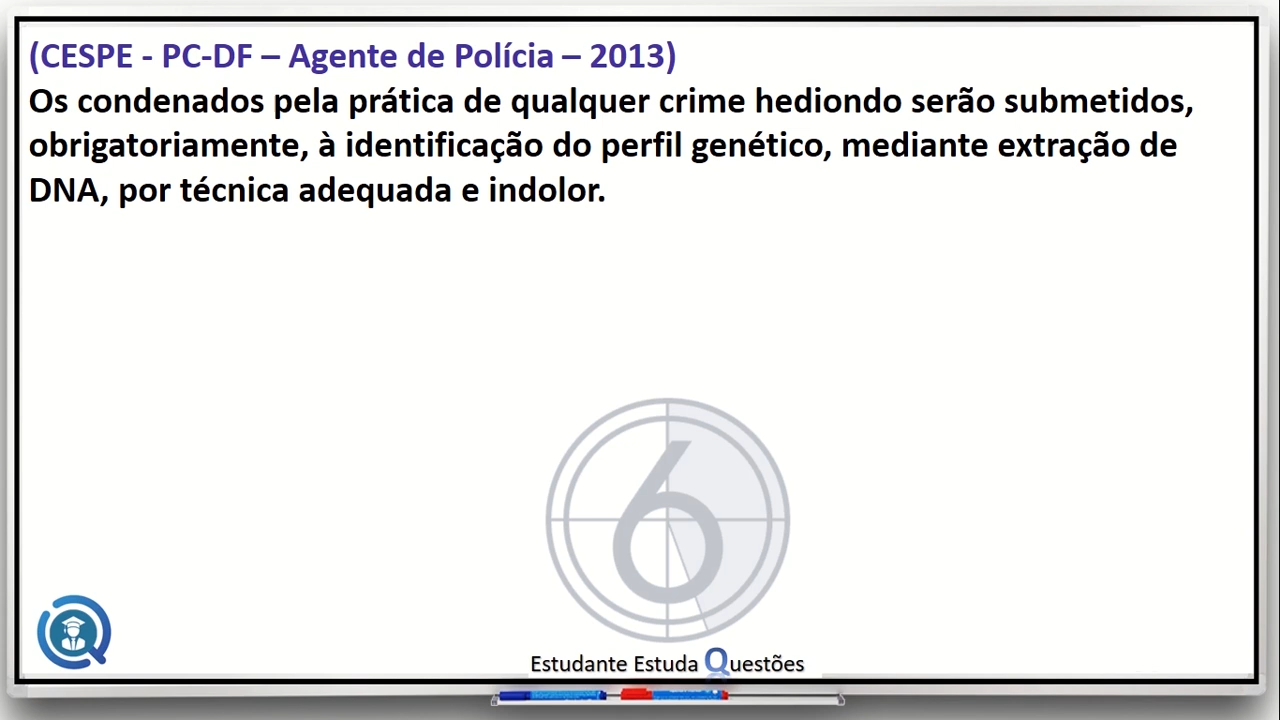 (CESPE - PC-DF – Agente de Polícia – 2013)
Os condenados pela prática de qualquer crime hediondo serão submetidos,
obrigatoriamente, à identificação do perfil genético, mediante extração de
DNA, por técnica adequada e indolor.
6
Estudante Estuda Questões